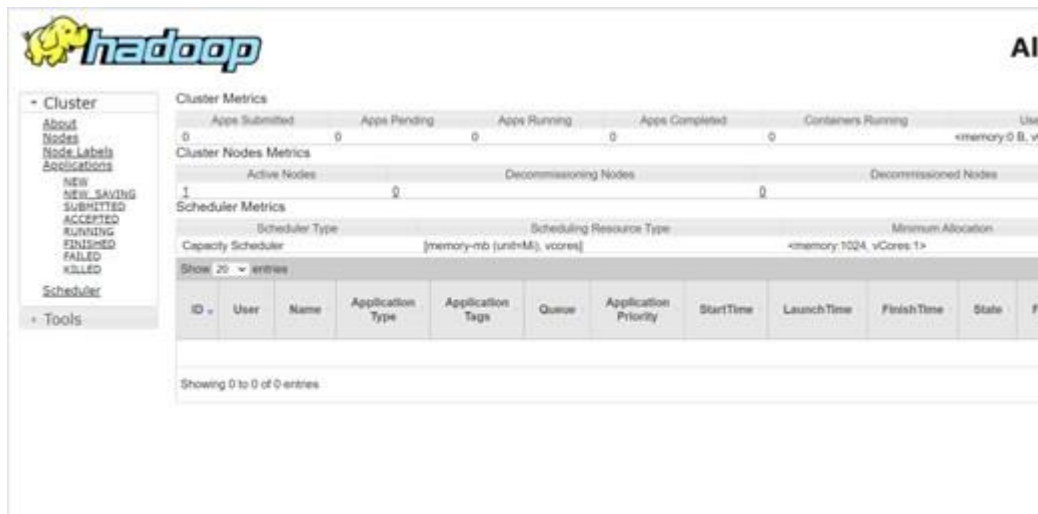 hadoop
Al
Cluster
About
Nodes
Node Labels
Applications
NEW
NEW_SAVING
SUBMITTED
ACCEPTED
RUNNING
FINISHED
FAILED
KILLED
Scheduler
Tools
Cluster Metrics
Apps Submitted Apps Pending Apps Running Apps Completed Containers Running Use
0 0 0 0 0 <memory:0 B, v
Cluster Nodes Metrics
Active Nodes Decommissioning Nodes Decommissioned Nodes
1 0 0
Scheduler Metrics
Scheduler Type Scheduling Resource Type Minimum Allocation
Capacity Scheduler [memory-mb (unit=Mi), vcores] <memory:1024, vCores:1>
Show 20 entries
ID User Name Application Type Application Tags Queue Application Priority StartTime LaunchTime FinishTime State F
Showing 0 to 0 of 0 entries